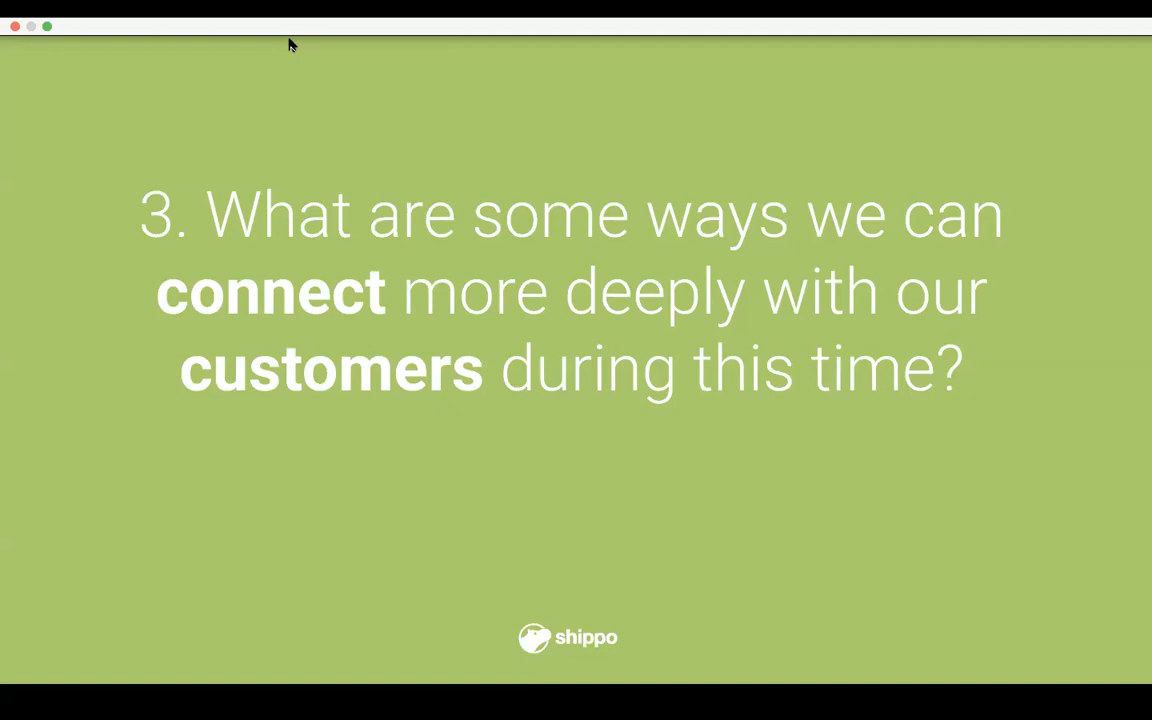 3. What are some ways we can
connect more deeply with our
customers during this time?
shippo